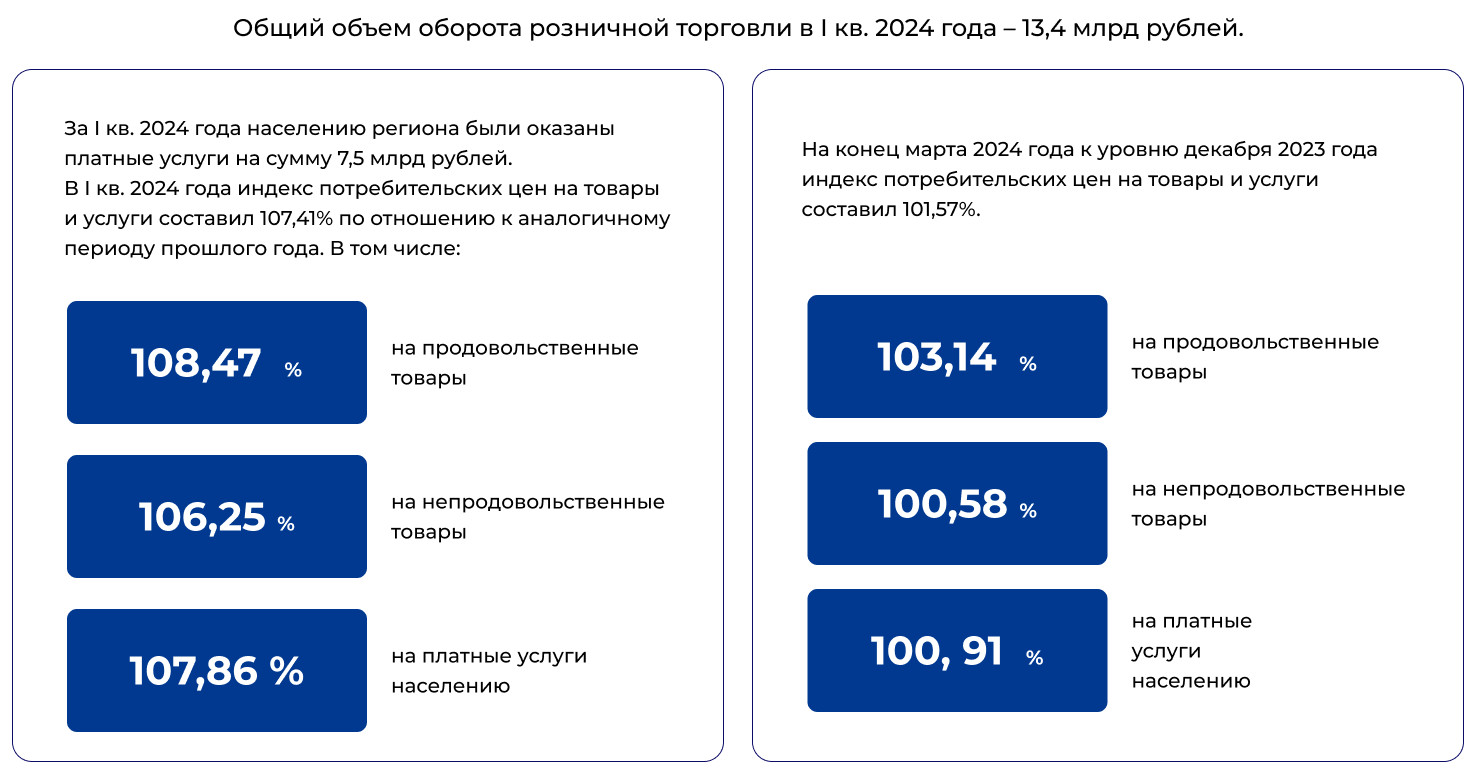 Общий объем оборота розничной торговли в I кв. 2024 года – 13,4 млрд рублей.
За I кв. 2024 года населению региона были оказаны
платные услуги на сумму 7,5 млрд рублей.
В I кв. 2024 года индекс потребительских цен на товары
и услуги составил 107,41% по отношению к аналогичному
периоду прошлого года. В том числе:
108,47 %
на продовольственные
товары
106,25 %
на непродовольственные
товары
107,86 %
на платные услуги
населению
На конец марта 2024 года к уровню декабря 2023 года
индекс потребительских цен на товары и услуги
составил 101,57%.
103,14 %
на продовольственные
товары
100,58 %
на непродовольственные
товары
100, 91 %
на платные
услуги
населению